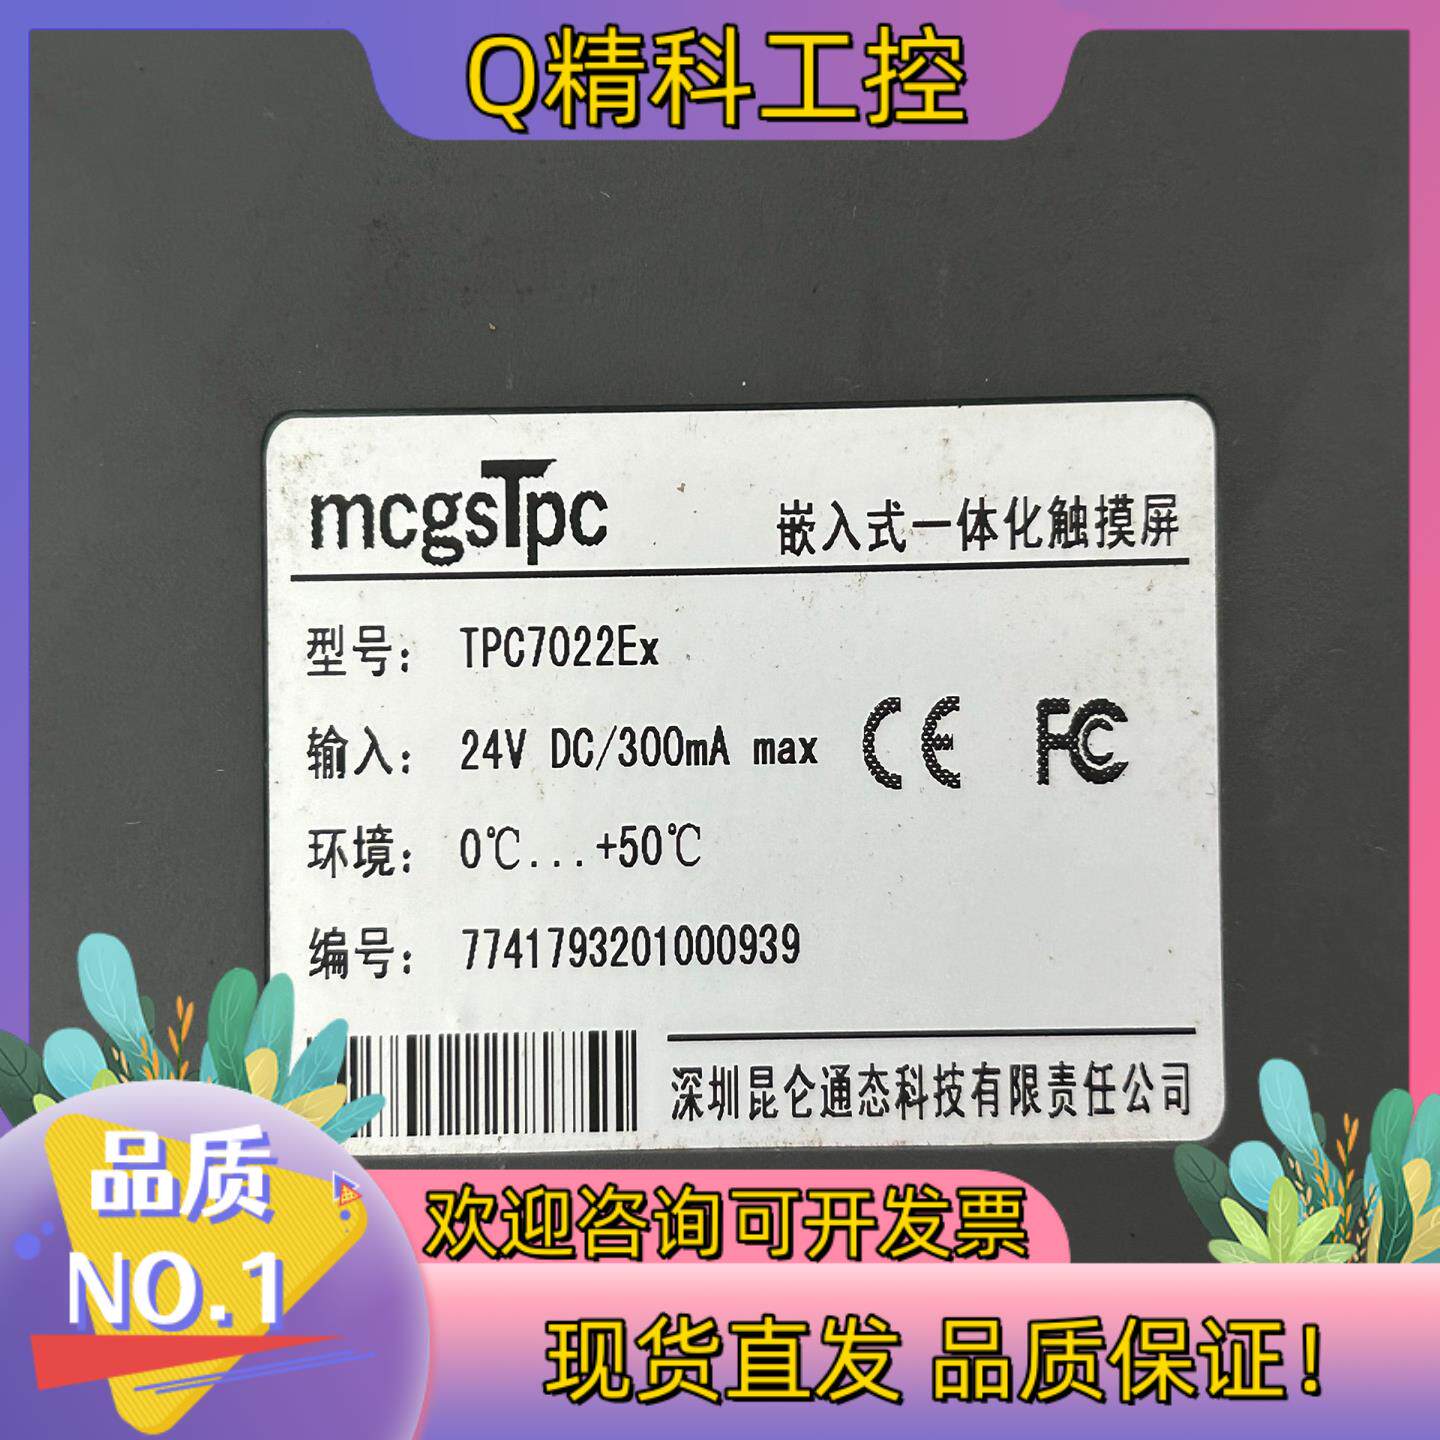 Q精科工控
mcgsTpc
嵌入式一体化触摸屏
型号： TPC7022Ex
输入： 24V DC/300mA max
CE FC
环境： 0℃...+50℃
编号： 7741793201000939
深圳昆仑通态科技有限责任公司
品质
NO.1
欢迎咨询可开发票
现货直发 品质保证！